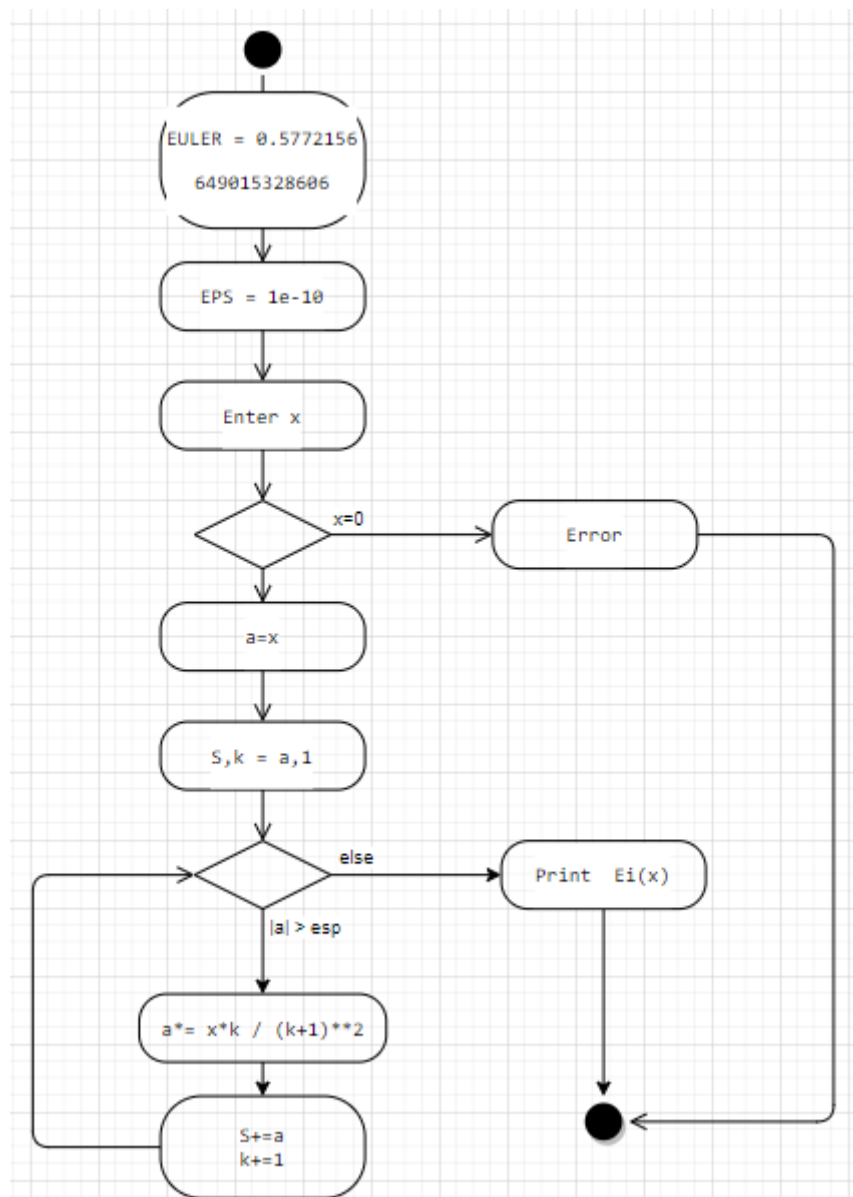 EULER = 0.5772156
649015328606
EPS = 1e-10
Enter x
x=0
Error
a=x
S,k = a,1
else
Print Ei(x)
|a| > esp
a*= x*k / (k+1)**2
S+=a
k+=1